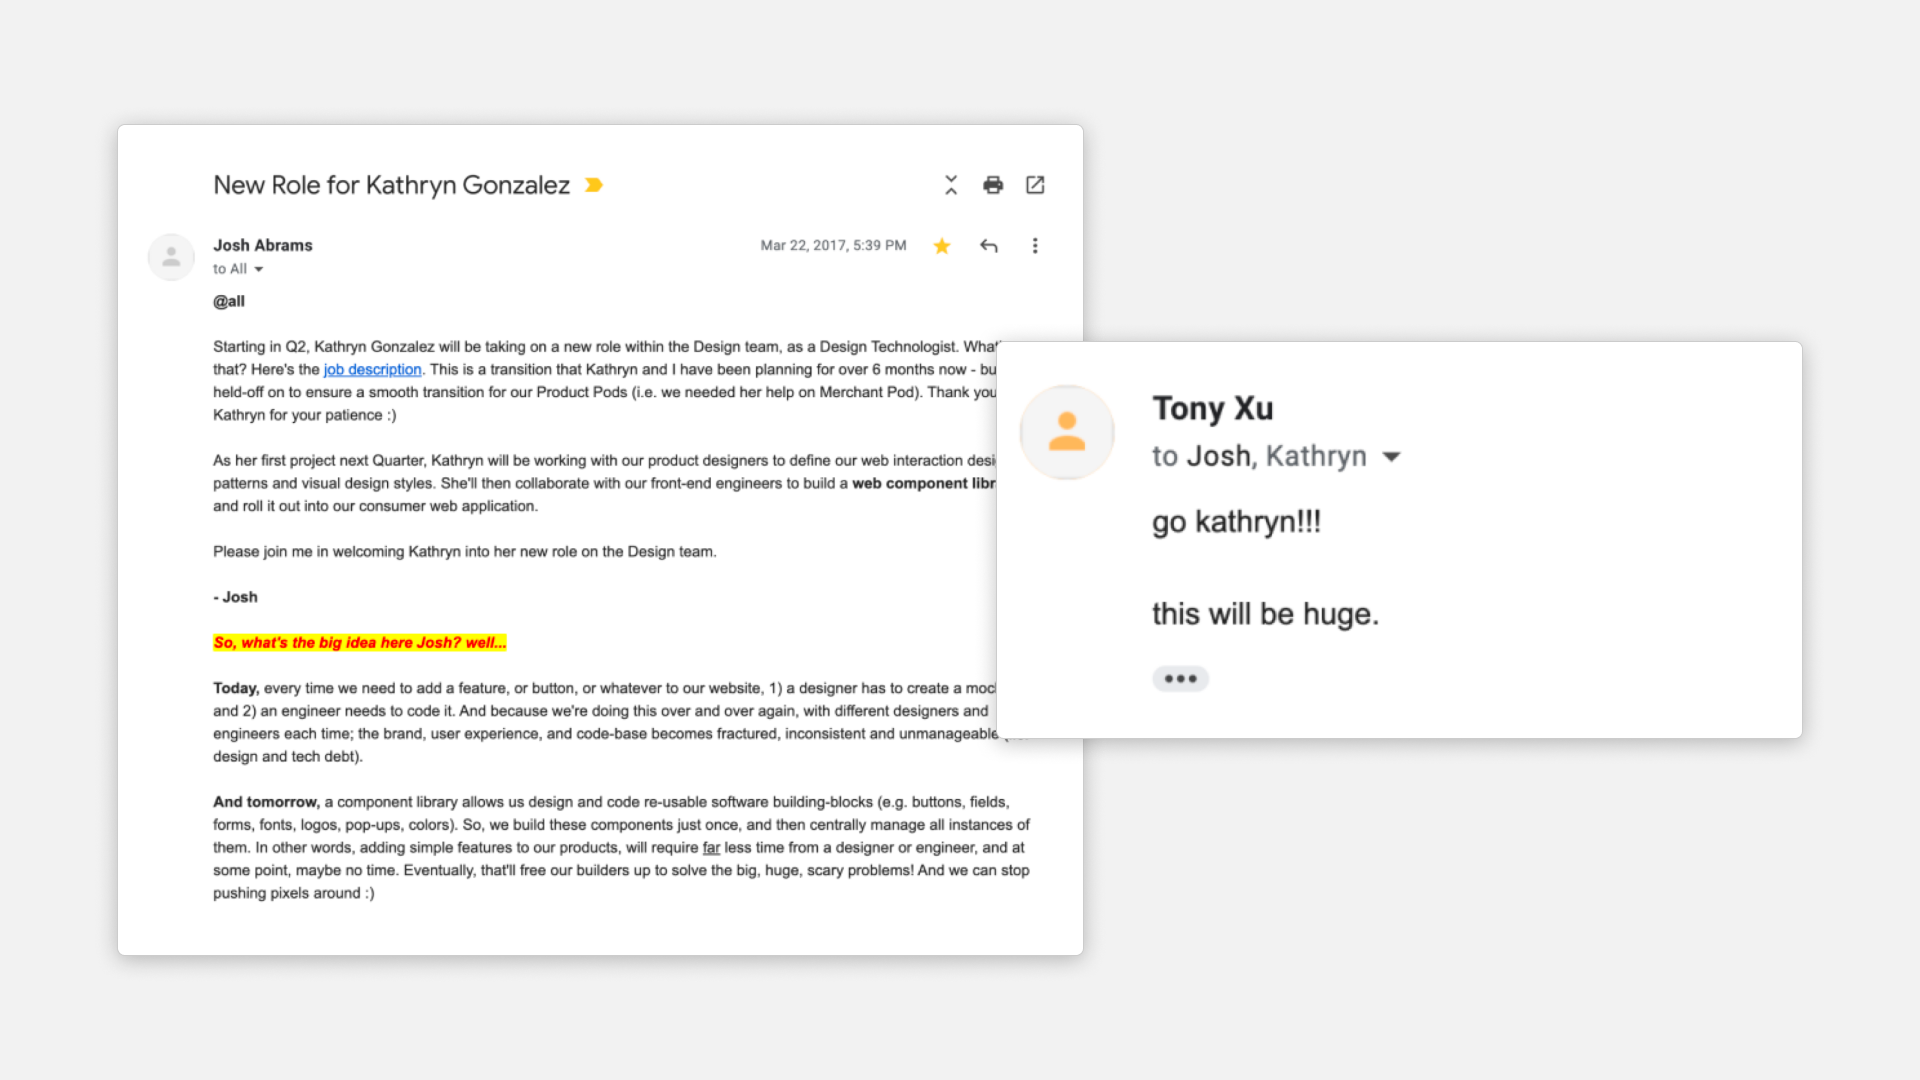 New Role for Kathryn Gonzalez
Josh Abrams
Mar 22, 2017, 5:39 PM
to All
@all
Starting in Q2, Kathryn Gonzalez will be taking on a new role within the Design team, as a Design Technologist.
that? Here's the job description. This is a transition that Kathryn and I have been planning for over 6 months now -
held-off on to ensure a smooth transition for our Product Pods (i.e. we needed her help on Merchant Pod). Thank you
Kathryn for your patience :)
As her first project next Quarter, Kathryn will be working with our product designers to define our web interaction
patterns and visual design styles. She'll then collaborate with our front-end engineers to build a web component
and roll it out into our consumer web application.
Please join me in welcoming Kathryn into her new role on the Design team.
- Josh
So, what's the big idea here Josh? well...
Today, every time we need to add a feature, or button, or whatever to our website, 1) a designer has to create a
and 2) an engineer needs to code it. And because we're doing this over and over again, with different designers and
engineers each time; the brand, user experience, and code-base becomes fractured, inconsistent and unmanageable
design and tech debt).
And tomorrow, a component library allows us design and code re-usable software building-blocks (e.g. buttons, fields,
forms, fonts, logos, pop-ups, colors). So, we build these components just once, and then centrally manage all instances of
them. In other words, adding simple features to our products, will require far less time from a designer or engineer, and at
some point, maybe no time. Eventually, that'll free our builders up to solve the big, huge, scary problems! And we can stop
pushing pixels around :)
Tony Xu
to Josh, Kathryn
go kathryn!!!
this will be huge.